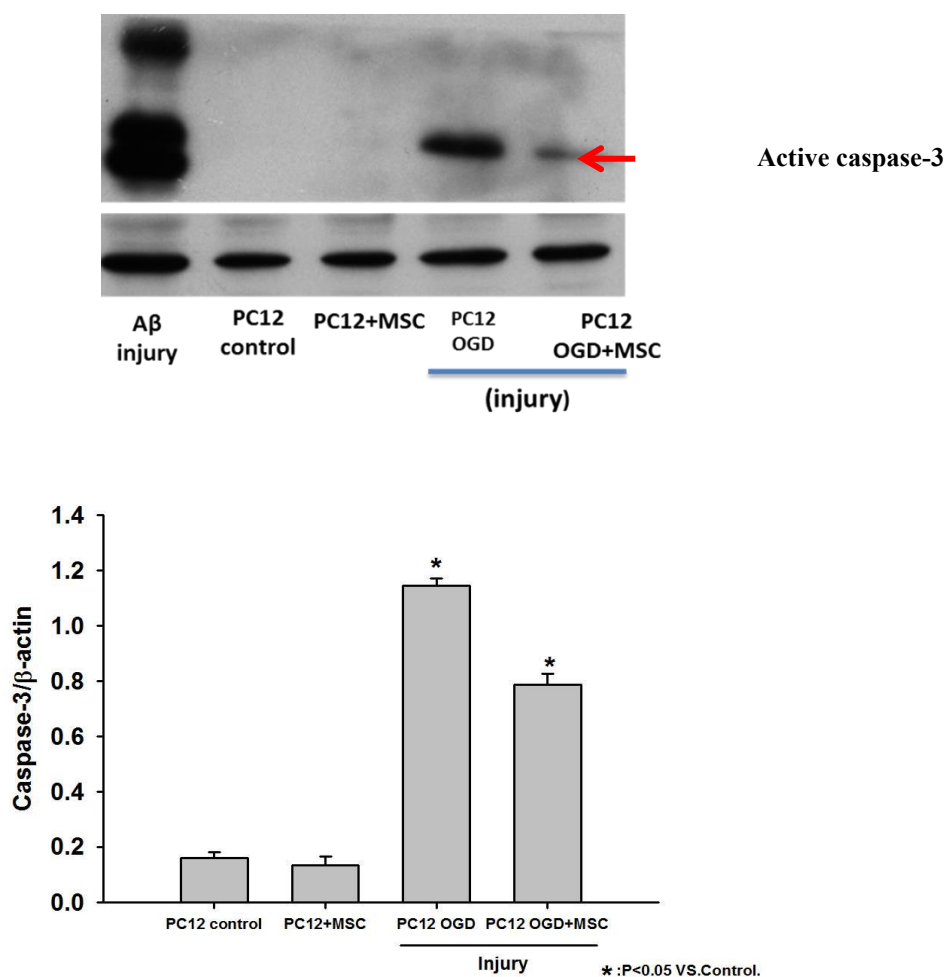 Active caspase-3
Aβ
injury
PC12
control
PC12+MSC
PC12
OGD
PC12
OGD+MSC
(injury)
1.4
1.2
1.0
0.8
0.6
0.4
0.2
0.0
Caspase-3/β-actin
*
*
PC12 control
PC12+MSC
PC12 OGD
PC12 OGD+MSC
Injury
* :P<0.05 VS.Control.